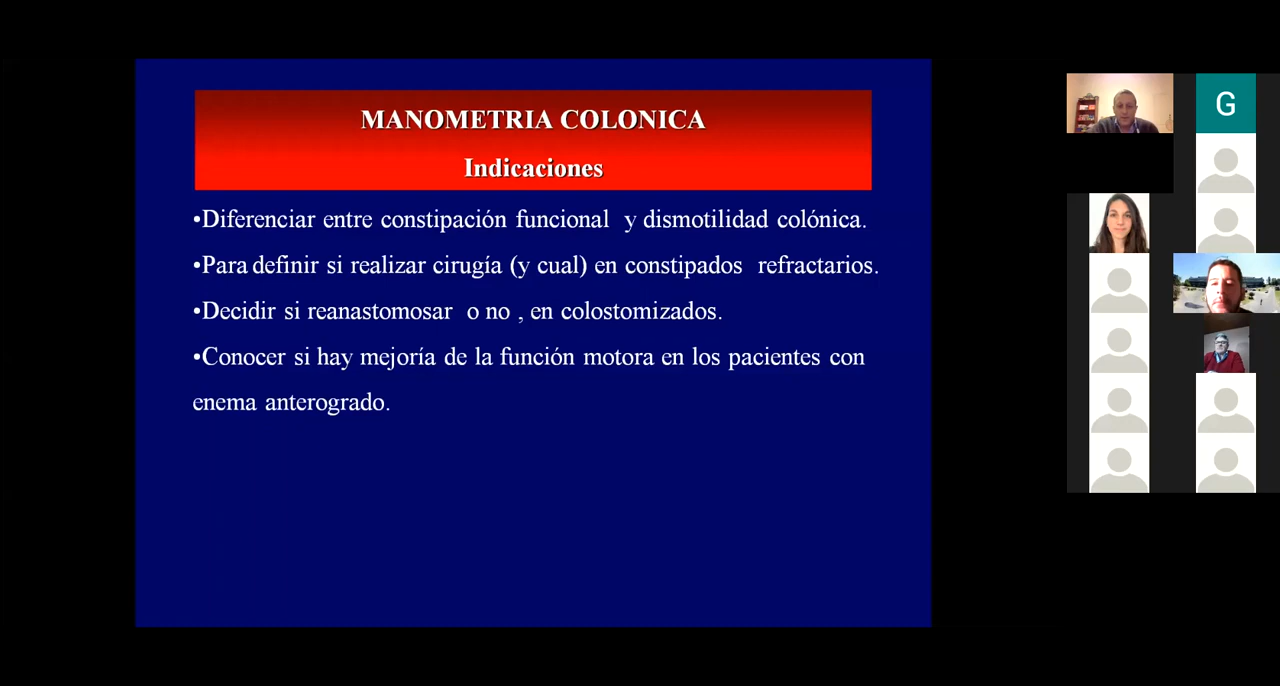 MANOMETRIA COLONICA
Indicaciones
•Diferenciar entre constipación funcional y dismotilidad colónica.
•Para definir si realizar cirugía (y cual) en constipados refractarios.
•Decidir si reanastomosar o no , en colostomizados.
•Conocer si hay mejoría de la función motora en los pacientes con
enema anterogrado.
G